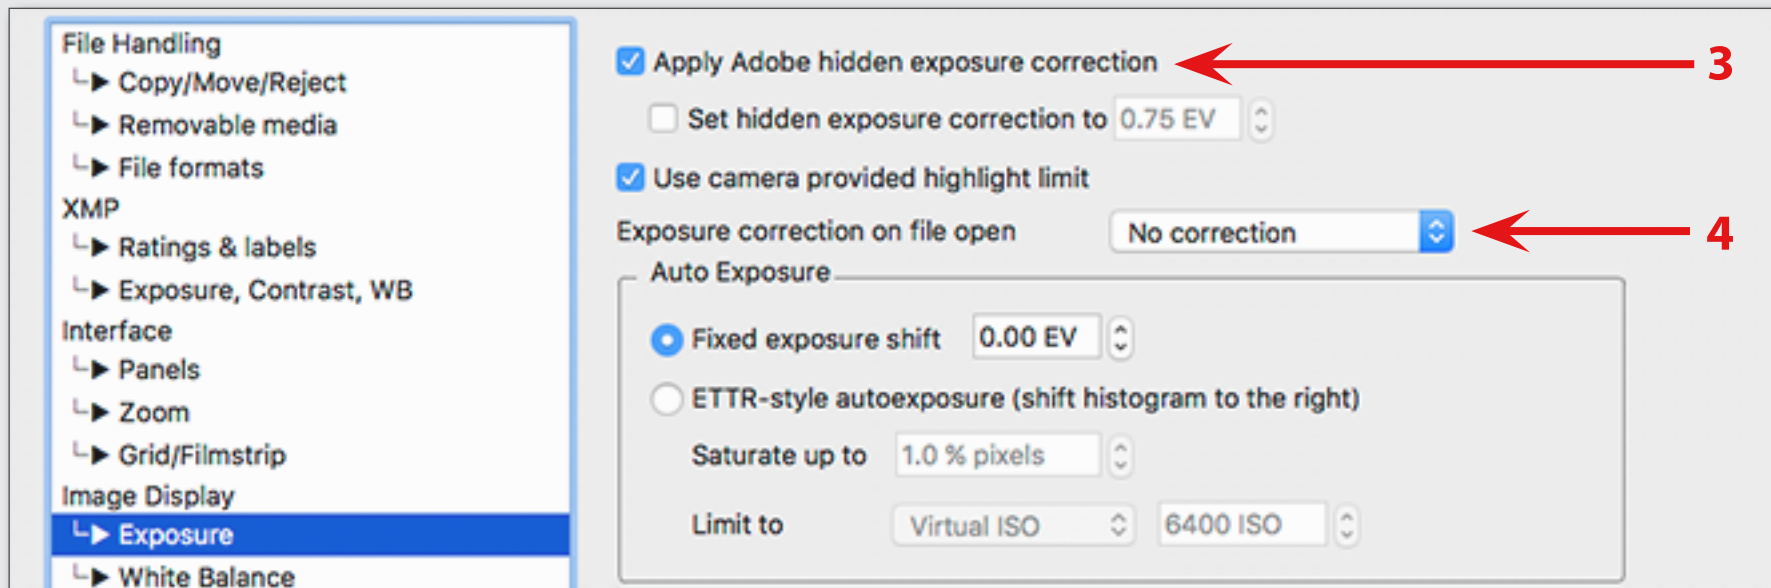 File Handling
Copy/Move/Reject
Removable media
File formats
XMP
Ratings & labels
Exposure, Contrast, WB
Interface
Panels
Zoom
Grid/Filmstrip
Image Display
Exposure
White Balance
Apply Adobe hidden exposure correction 3
Set hidden exposure correction to 0.75 EV
Use camera provided highlight limit
Exposure correction on file open No correction 4
Auto Exposure
Fixed exposure shift 0.00 EV
ETTR-style autoexposure (shift histogram to the right)
Saturate up to 1.0 % pixels
Limit to Virtual ISO 6400 ISO